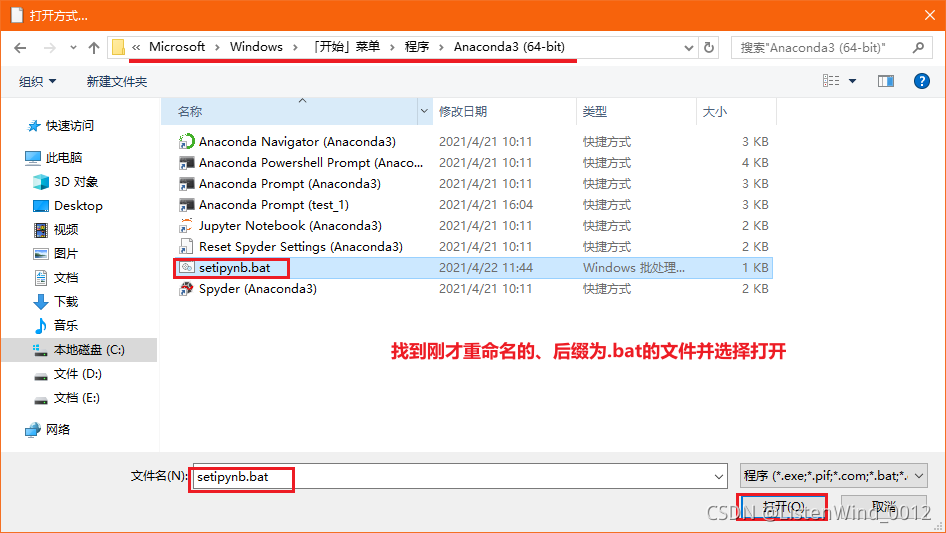 打开方式...
« Microsoft › Windows › 「开始」菜单 › 程序 › Anaconda3 (64-bit)
搜索"Anaconda3 (64-bit)"
组织 新建文件夹
名称 修改日期 类型 大小
快速访问
此电脑
3D 对象
Desktop
视频
图片
文档
下载
音乐
本地磁盘 (C:)
文件 (D:)
文档 (E:)
网络
Anaconda Navigator (Anaconda3) 2021/4/21 10:11 快捷方式 3 KB
Anaconda Powershell Prompt (Anaco... 2021/4/21 10:11 快捷方式 4 KB
Anaconda Prompt (Anaconda3) 2021/4/21 10:11 快捷方式 3 KB
Anaconda Prompt (test_1) 2021/4/21 16:04 快捷方式 3 KB
Jupyter Notebook (Anaconda3) 2021/4/21 10:11 快捷方式 2 KB
Reset Spyder Settings (Anaconda3) 2021/4/21 10:11 快捷方式 2 KB
setipynb.bat 2021/4/22 11:44 Windows 批处理... 1 KB
Spyder (Anaconda3) 2021/4/21 10:11 快捷方式 2 KB
找到刚才重命名的、后缀为.bat的文件并选择打开
文件名(N): setipynb.bat 程序 (*.exe;*.pif;*.com;*.bat;*.
打开(O) 取消
CSDN @ListenWind_0012